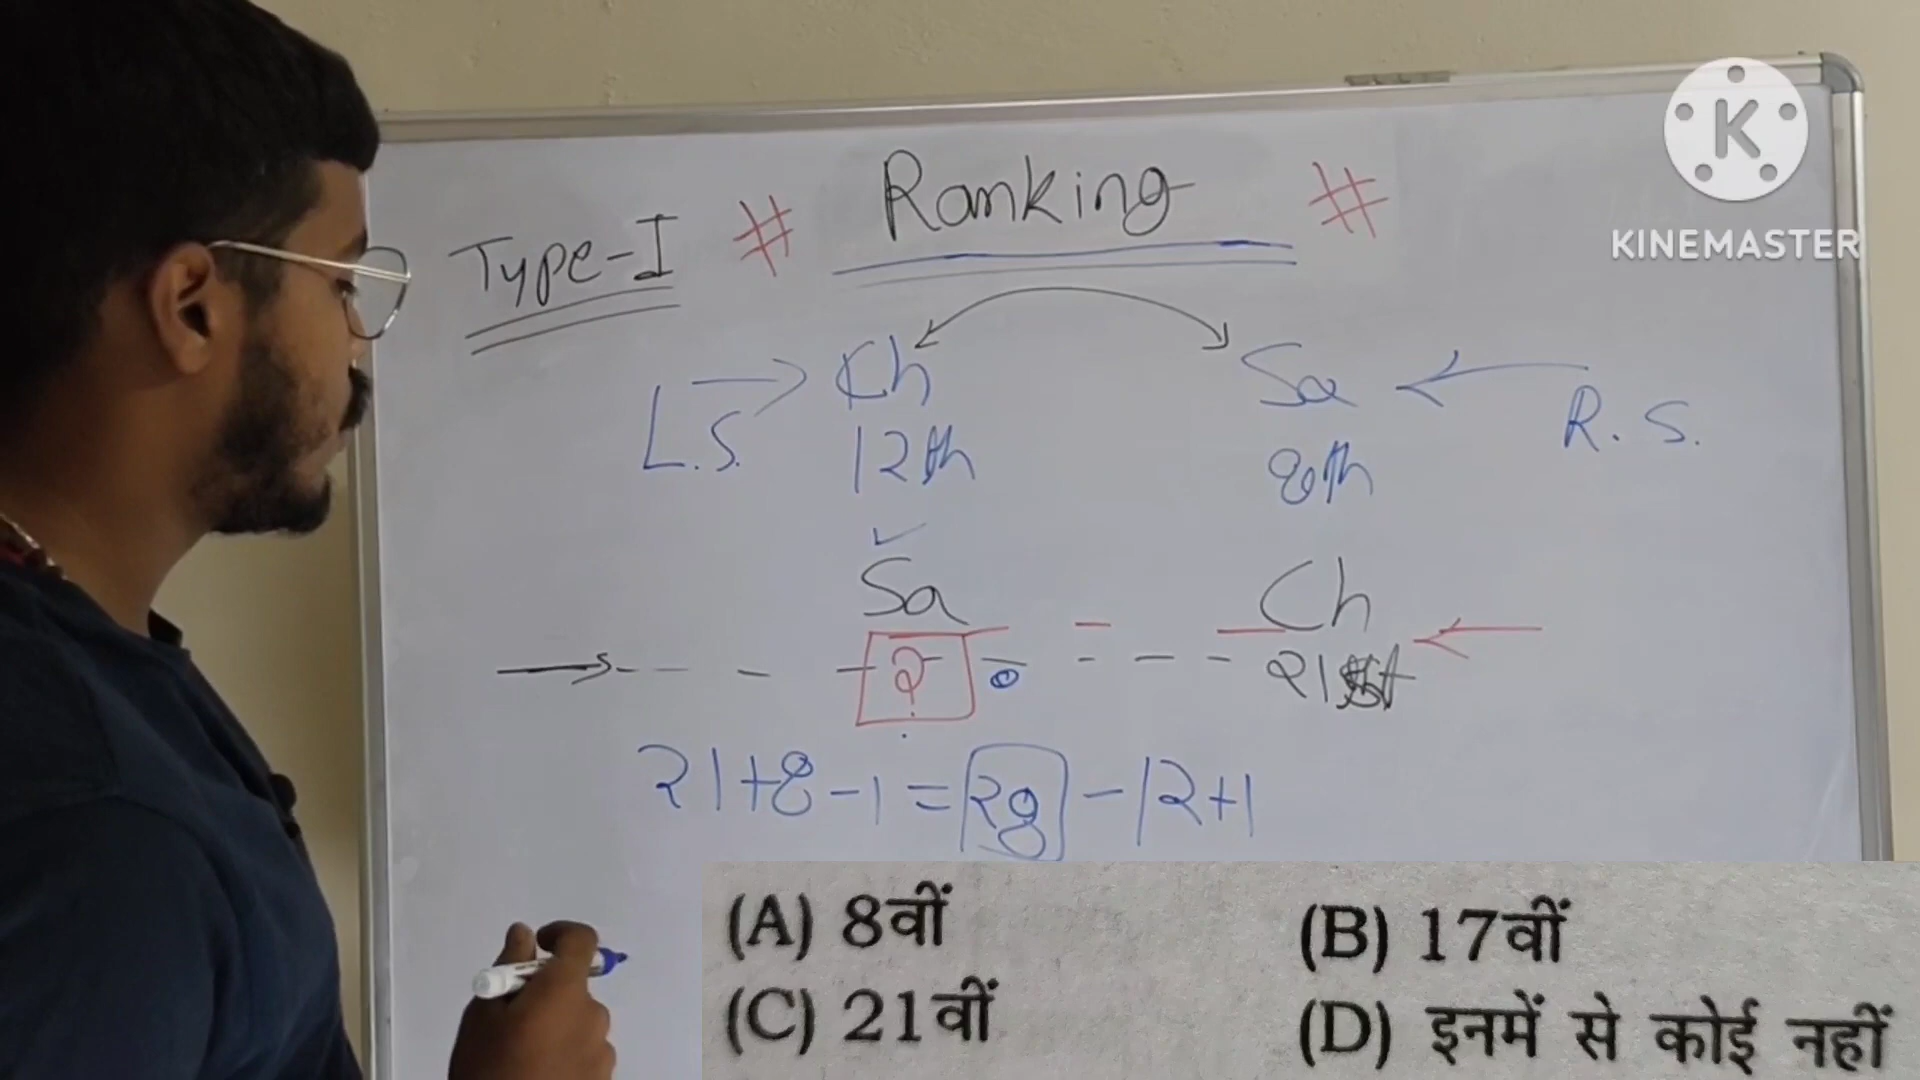 # Ranking #
Type-I
L.S. Ch Sa R. S.
12th 8th
Sa Ch
? 21st
21+8-1=28-12+1
(A) 8वीं (B) 17वीं
(C) 21वीं (D) इनमें से कोई नहीं
K
KINEMASTER